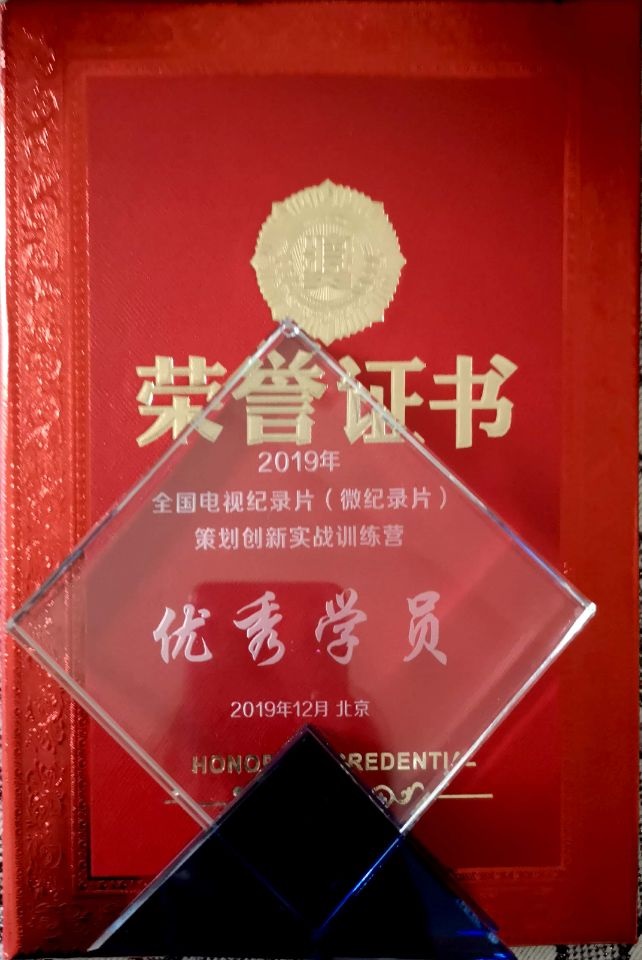 荣誉证书
2019年
全国电视纪录片（微纪录片）
策划创新实战训练营
优秀学员
2019年12月 北京
CREDENTIAL